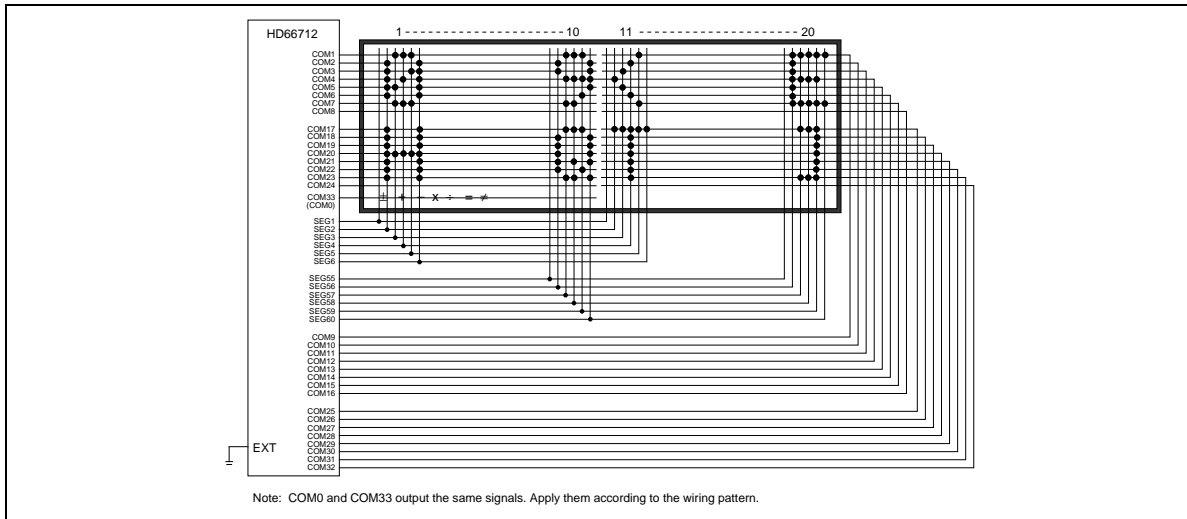 HD66712
1 10 11 20
COM1
COM2
COM3
COM4
COM5
COM6
COM7
COM8
COM17
COM18
COM19
COM20
COM21
COM22
COM23
COM24
COM33
(COM0)
± + − x ÷ = ≠
SEG1
SEG2
SEG3
SEG4
SEG5
SEG6
SEG55
SEG56
SEG57
SEG58
SEG59
SEG60
COM9
COM10
COM11
COM12
COM13
COM14
COM15
COM16
COM25
COM26
COM27
COM28
COM29
COM30
COM31
COM32
EXT
Note: COM0 and COM33 output the same signals. Apply them according to the wiring pattern.